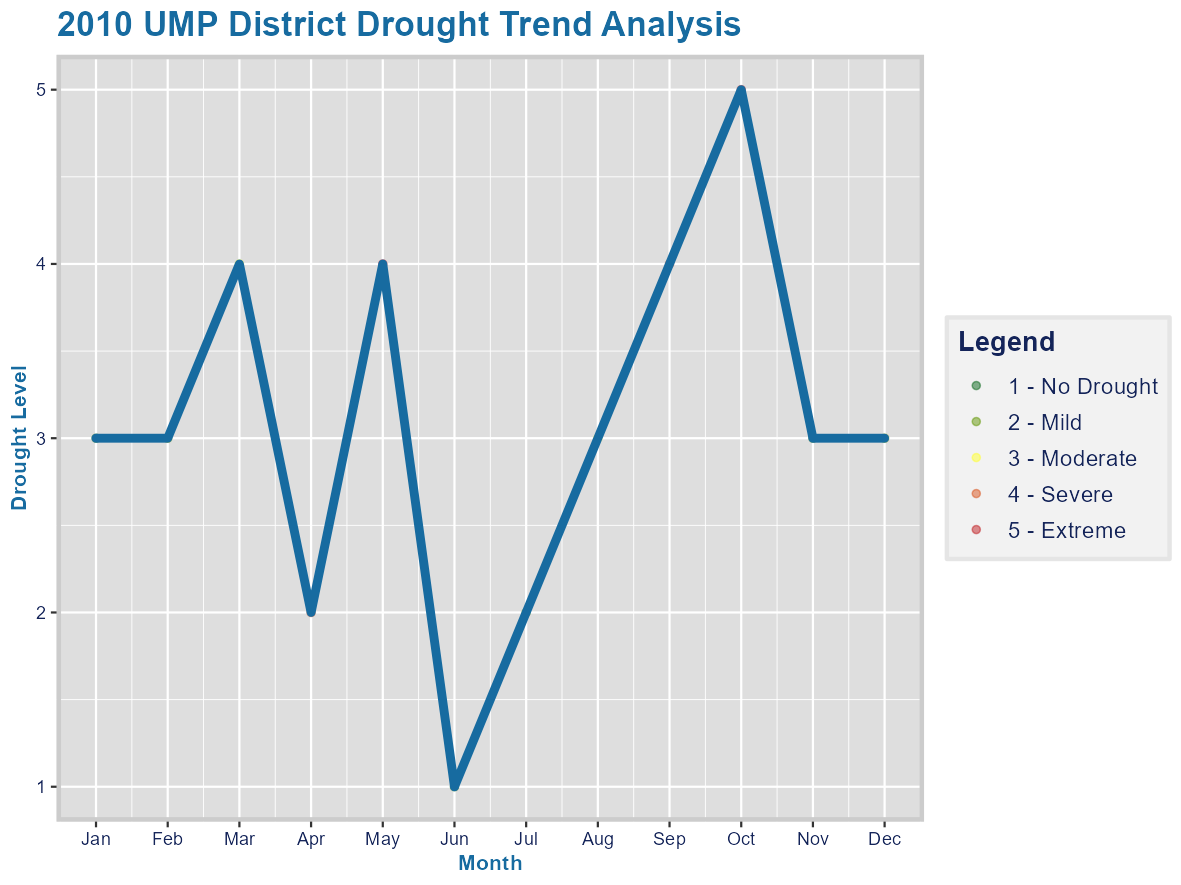 2010 UMP District Drought Trend Analysis
5
4
3
2
1
Drought Level
Jan Feb Mar Apr May Jun Jul Aug Sep Oct Nov Dec
Month
Legend
1 - No Drought
2 - Mild
3 - Moderate
4 - Severe
5 - Extreme